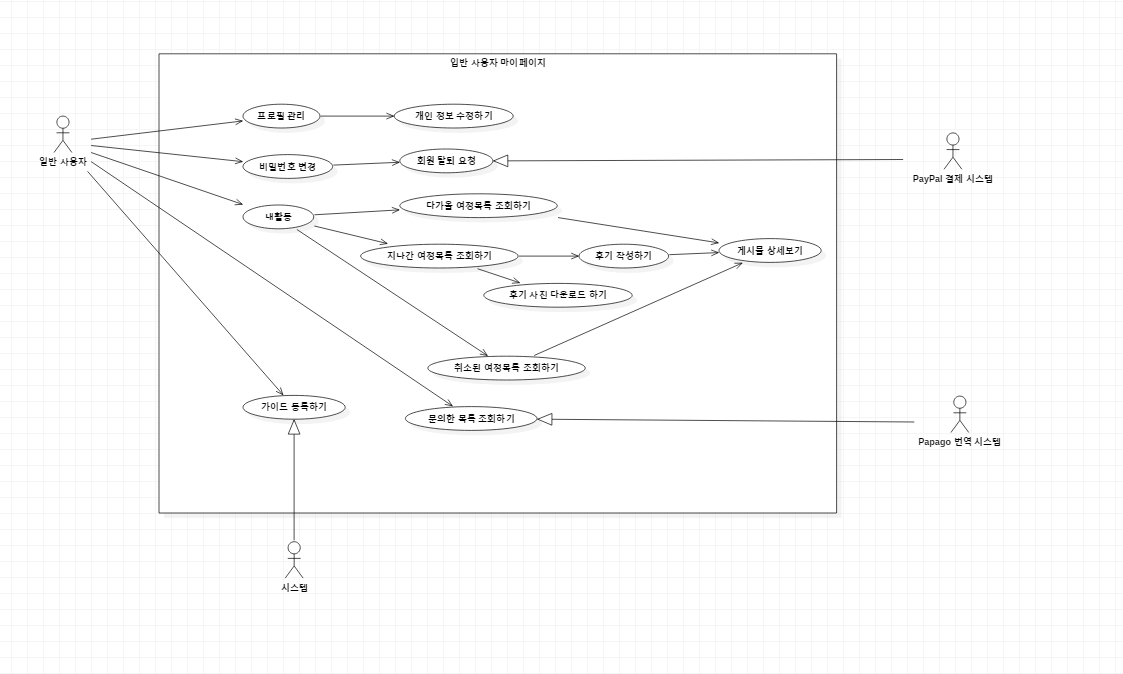 일반 사용자 마이페이지
프로필 관리
개인 정보 수정하기
일반 사용자
비밀번호 변경
회원 탈퇴 요청
PayPal 결제 시스템
내활동
다가올 여정목록 조회하기
지나간 여정목록 조회하기
후기 작성하기
게시물 상세보기
후기 사진 다운로드 하기
취소된 여정목록 조회하기
가이드 등록하기
문의한 목록 조회하기
Papago 번역 시스템
시스템